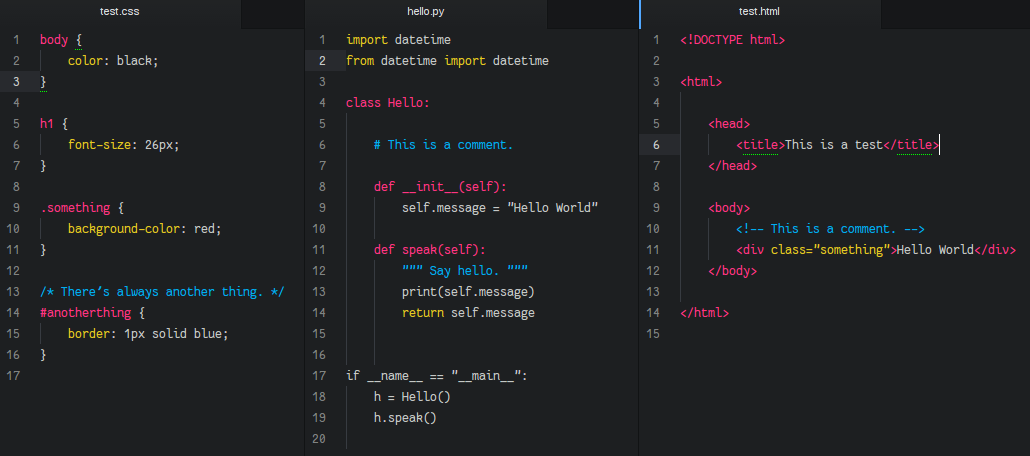 test.css
1 body {
2 color: black;
3 }
4
5 h1 {
6 font-size: 26px;
7 }
8
9 .something {
10 background-color: red;
11 }
12
13 /* There's always another thing. */
14 #anotherthing {
15 border: 1px solid blue;
16 }
17
hello.py
1 import datetime
2 from datetime import datetime
3
4 class Hello:
5
6 # This is a comment.
7
8 def __init__(self):
9 self.message = "Hello World"
10
11 def speak(self):
12 """ Say hello. """
13 print(self.message)
14 return self.message
15
16
17 if __name__ == "__main__":
18 h = Hello()
19 h.speak()
20
test.html
1 <!DOCTYPE html>
2
3 <html>
4
5 <head>
6 <title>This is a test</title>
7 </head>
8
9 <body>
10 <!-- This is a comment. -->
11 <div class="something">Hello World</div>
12 </body>
13
14 </html>
15